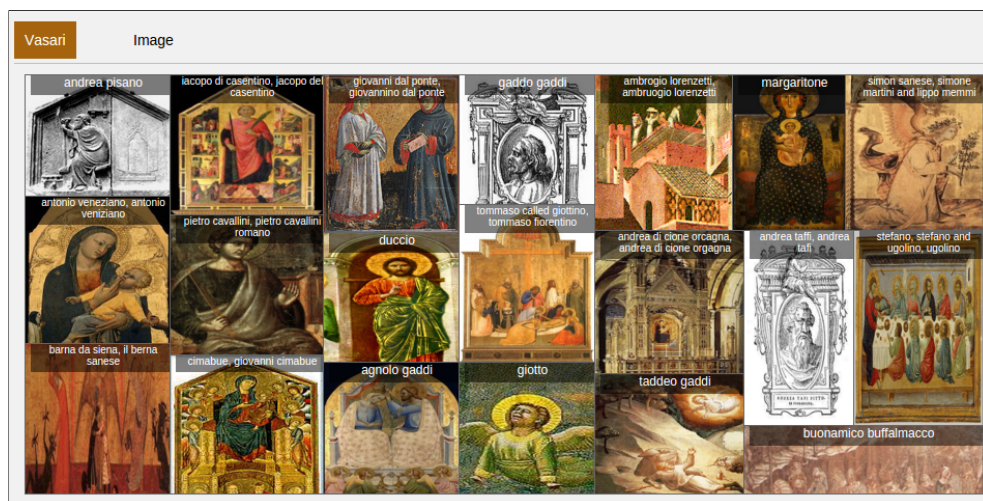 Vasari
Image
andrea pisano
iacopo di casentino, jacopo del
casentino
giovanni dal ponte,
giovannino dal ponte
gaddo gaddi
ambrogio lorenzetti,
ambruogio lorenzetti
margaritone
simon sanese, simone
martini and lippo memmi
antonio veneziano, antonio
veniziano
pietro cavallini, pietro cavallini
romano
duccio
tommaso called giottino,
tommaso fiorentino
andrea di cione orcagna,
andrea di cione orgagna
andrea taffi, andrea
tafi
stefano, stefano and
ugolino, ugolino
barna da siena, il berna
sanese
cimabue, giovanni cimabue
agnolo gaddi
giotto
taddeo gaddi
buonamico buffalmacco